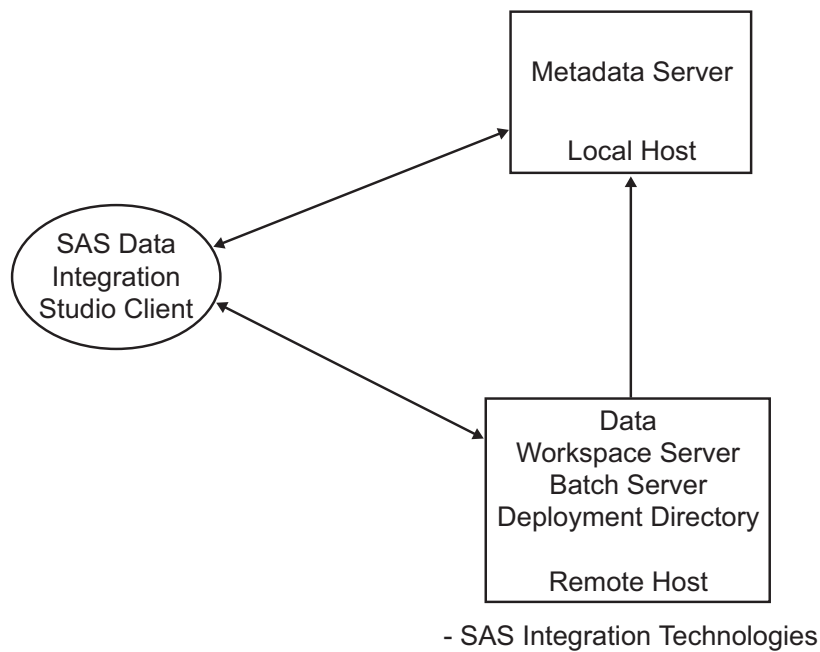 Metadata Server
Local Host
SAS Data
Integration
Studio Client
Data
Workspace Server
Batch Server
Deployment Directory
Remote Host
- SAS Integration Technologies